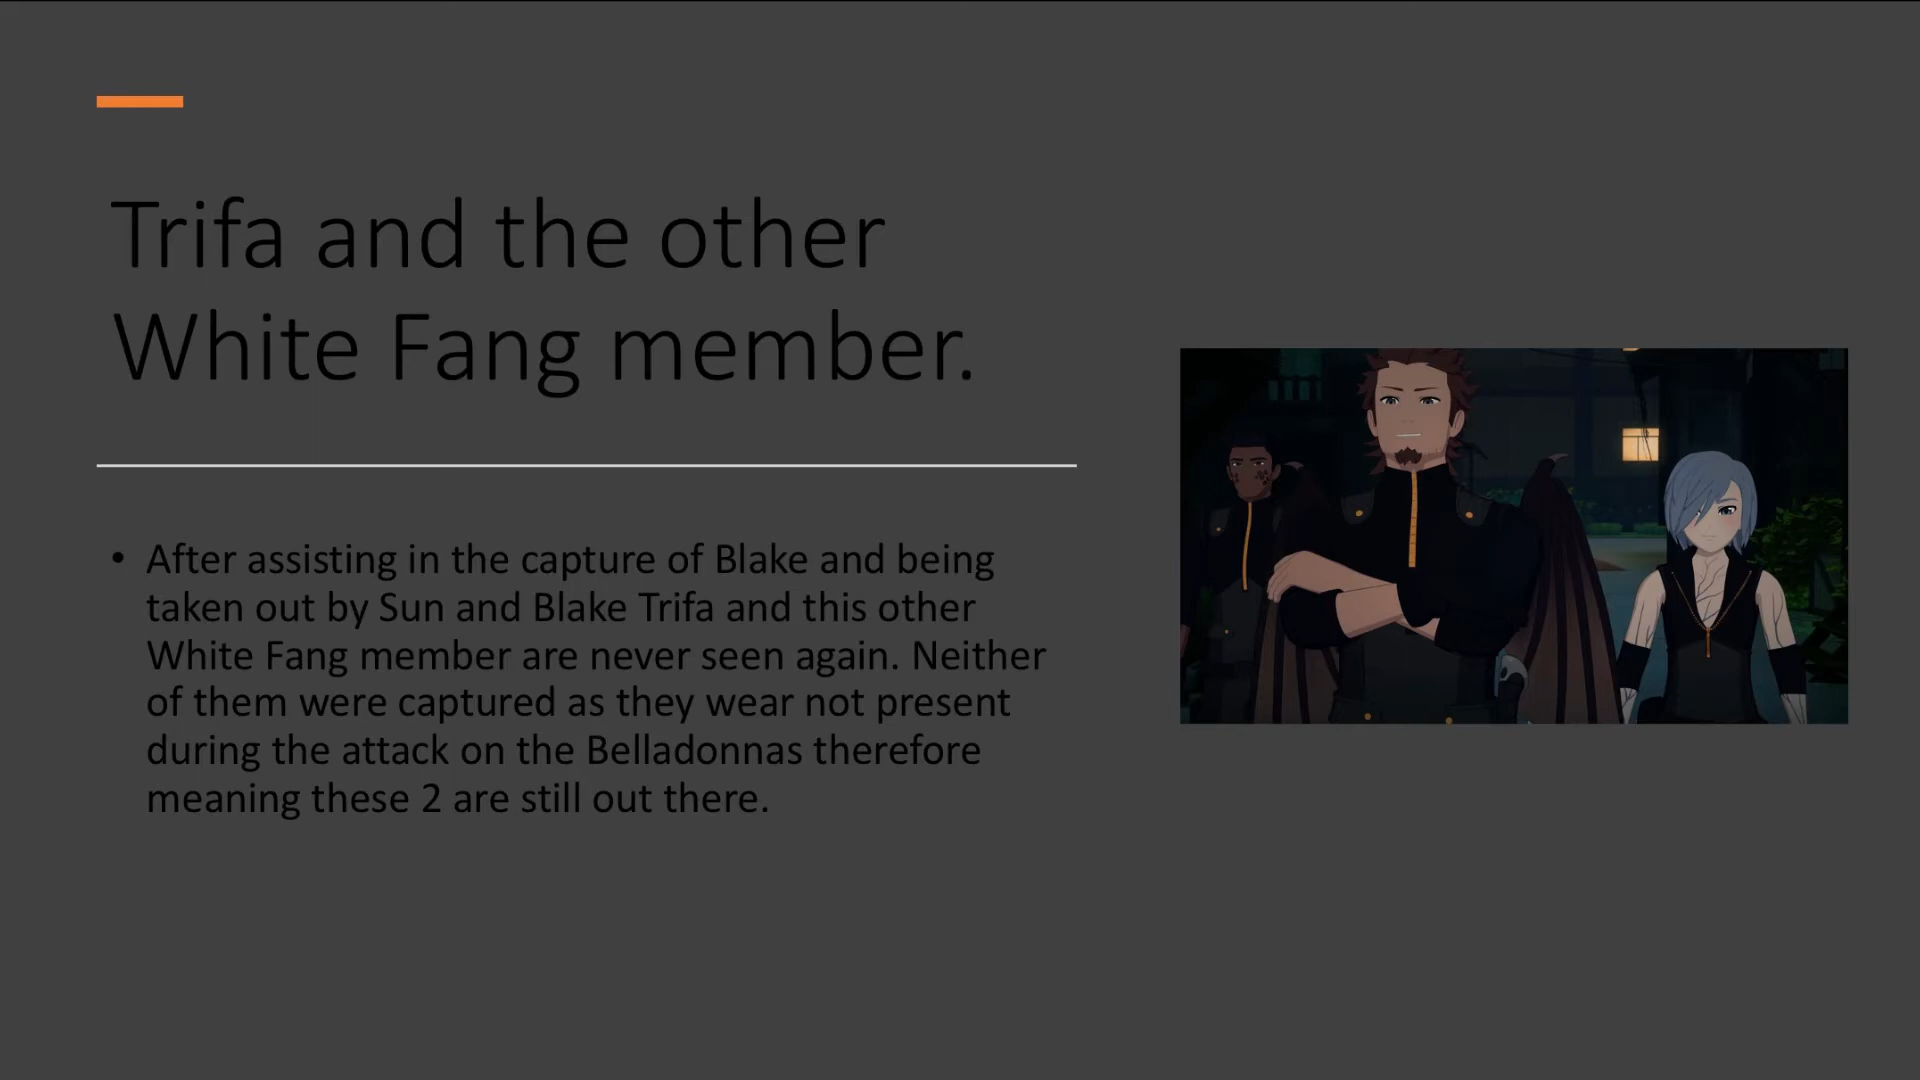 Trifa and the other
White Fang member.
• After assisting in the capture of Blake and being
taken out by Sun and Blake Trifa and this other
White Fang member are never seen again. Neither
of them were captured as they wear not present
during the attack on the Belladonnas therefore
meaning these 2 are still out there.